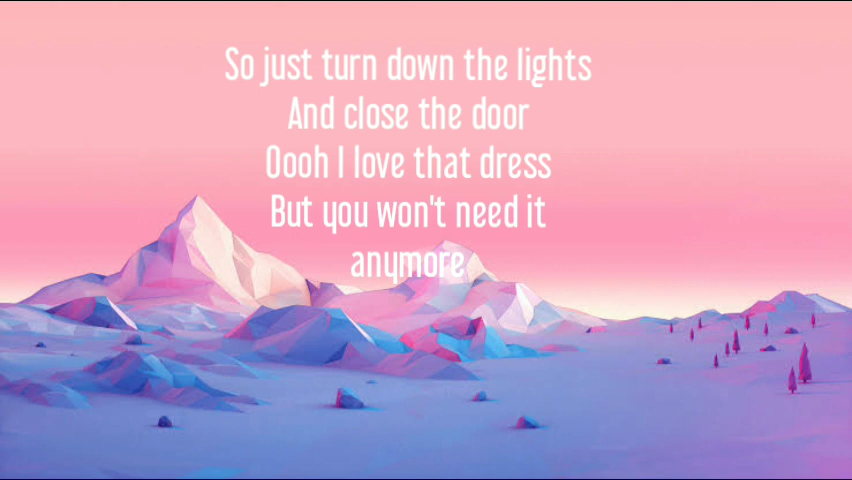 So just turn down the lights
And close the door
Oooh I love that dress
But you won't need it
anymore